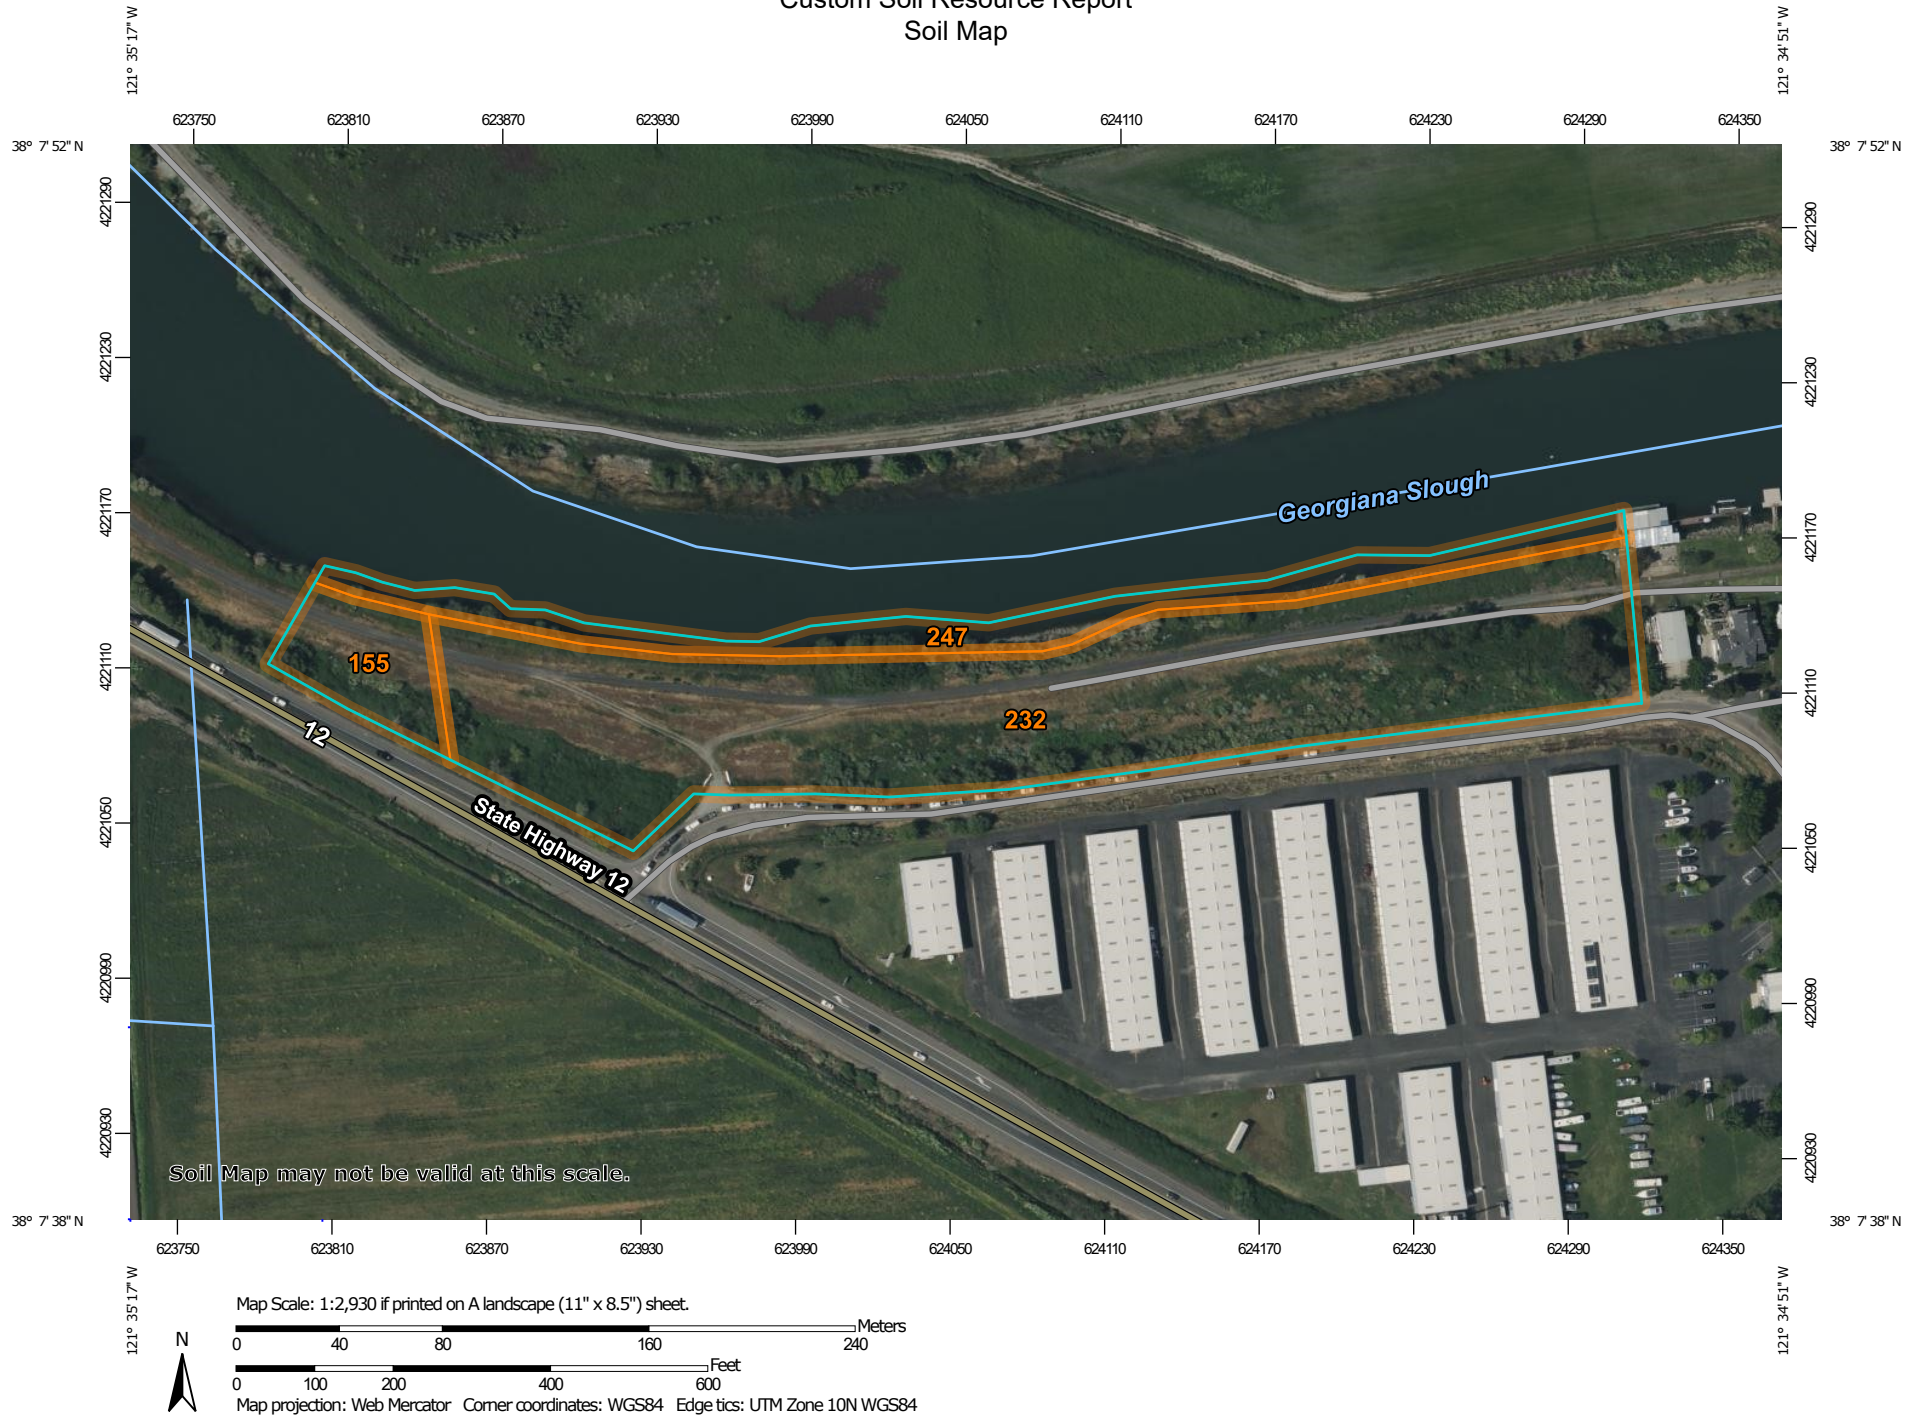 Custom Soil Resource Report
Soil Map
121° 35' 17" W
121° 34' 51" W
623750 623810 623870 623930 623990 624050 624110 624170 624230 624290 624350
38° 7' 52" N
38° 7' 52" N
4221290
4221290
4221230
4221230
4221170
4221170
4221110
4221110
4221050
4221050
4220990
4220990
4220930
4220930
Georgiana Slough
247
155
232
12
State Highway 12
Soil Map may not be valid at this scale.
38° 7' 38" N
38° 7' 38" N
623750 623810 623870 623930 623990 624050 624110 624170 624230 624290 624350
121° 35' 17" W
121° 34' 51" W
Map Scale: 1:2,930 if printed on A landscape (11" x 8.5") sheet.
N
Meters
0 40 80 160 240
Feet
0 100 200 400 600
Map projection: Web Mercator Corner coordinates: WGS84 Edge tics: UTM Zone 10N WGS84